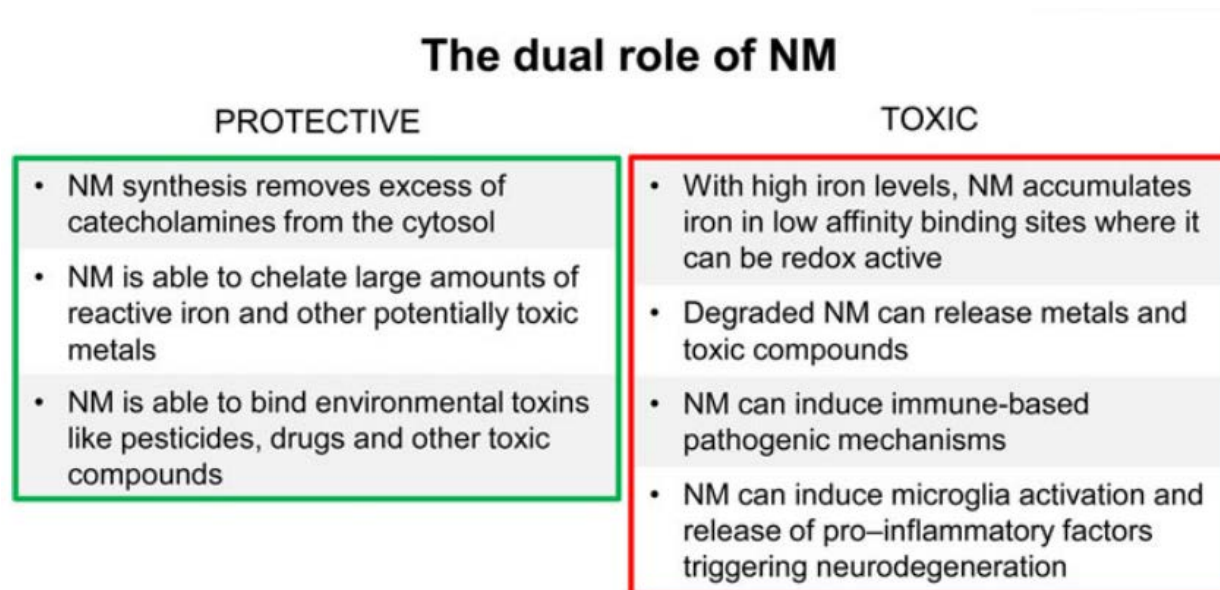 The dual role of NM
PROTECTIVE
• NM synthesis removes excess of
catecholamines from the cytosol
• NM is able to chelate large amounts of
reactive iron and other potentially toxic
metals
• NM is able to bind environmental toxins
like pesticides, drugs and other toxic
compounds
TOXIC
• With high iron levels, NM accumulates
iron in low affinity binding sites where it
can be redox active
• Degraded NM can release metals and
toxic compounds
• NM can induce immune-based
pathogenic mechanisms
• NM can induce microglia activation and
release of pro–inflammatory factors
triggering neurodegeneration